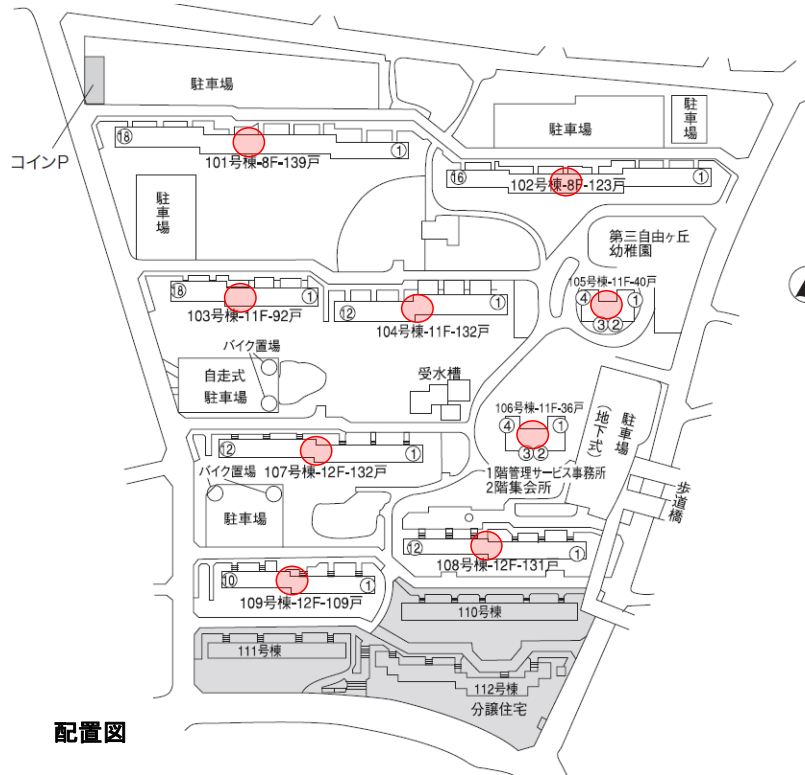 駐車場
コインP
駐車場
駐車場
⑱
①
101号棟-8F-139戸
⑯
①
102号棟-8F-123戸
駐車場
第三自由ヶ丘
幼稚園
105号棟-11F-40戸
④
①
③②
⑱
①
103号棟-11F-92戸
⑫
①
104号棟-11F-132戸
バイク置場
自走式
駐車場
受水槽
106号棟-11F-36戸
④
①
③②
1階管理サービス事務所
2階集会所
駐車場
(地下式)
歩道橋
⑫
①
107号棟-12F-132戸
バイク置場
駐車場
⑫
①
108号棟-12F-131戸
⑩
①
109号棟-12F-109戸
110号棟
111号棟
112号棟
分譲住宅
配置図